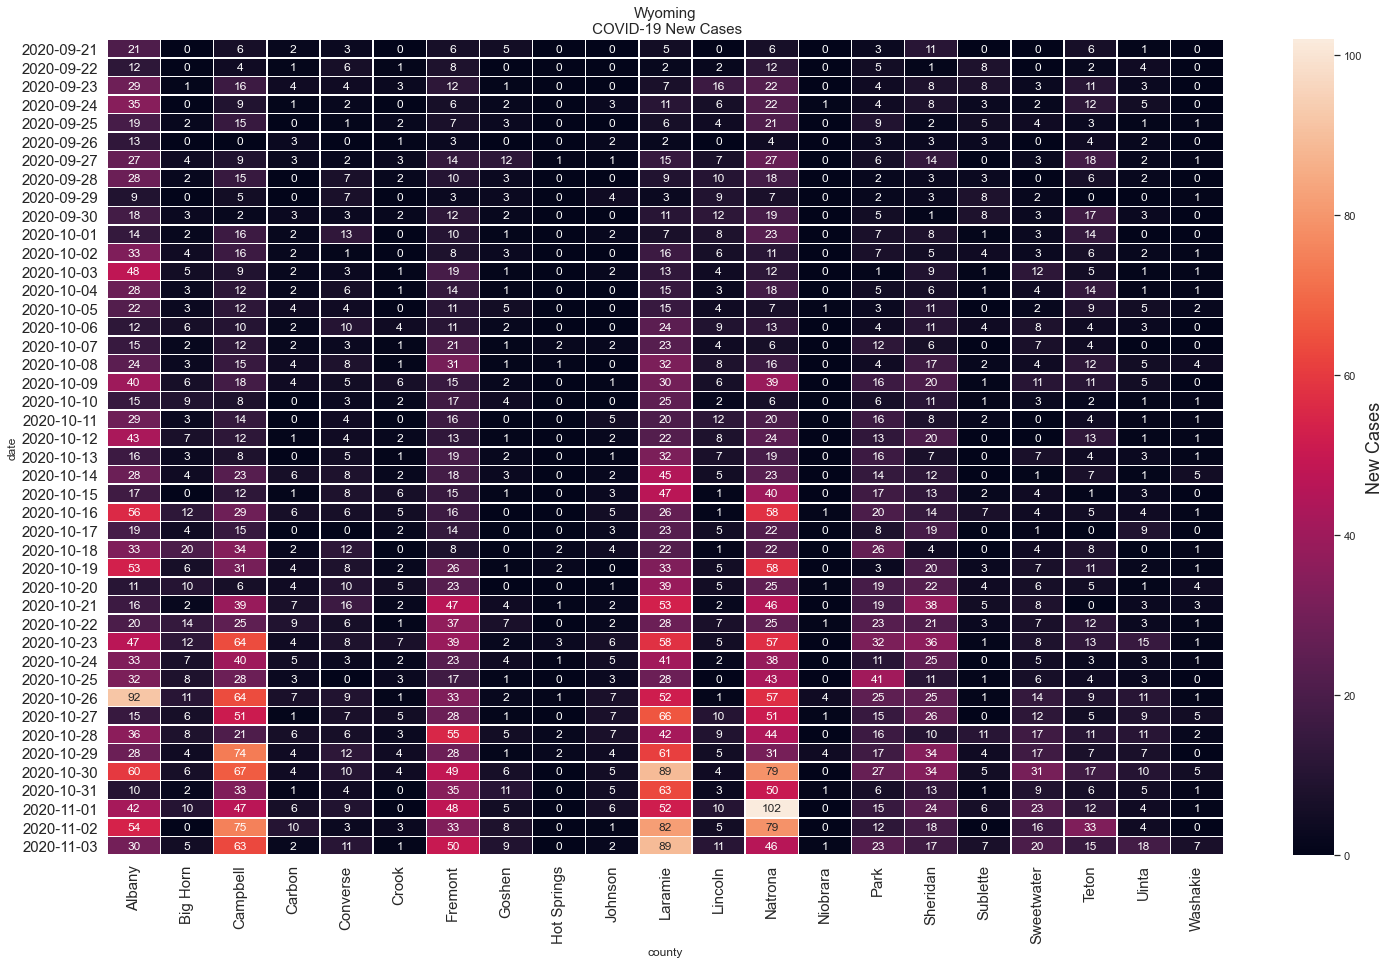 Wyoming
COVID-19 New Cases
2020-09-21 21 0 6 2 3 0 6 5 0 0 5 0 6 0 3 11 0 0 6 1 0
2020-09-22 12 0 4 1 6 1 8 0 0 0 2 2 12 0 5 1 8 0 2 4 0
2020-09-23 29 1 16 4 4 3 12 1 0 0 7 16 22 0 4 8 8 3 11 3 0
2020-09-24 35 0 9 1 2 0 6 2 0 3 11 6 22 1 4 8 3 2 12 5 0
2020-09-25 19 2 15 0 1 2 7 3 0 0 6 4 21 0 9 2 5 4 3 1 1
2020-09-26 13 0 0 3 0 1 3 0 0 2 2 0 4 0 3 3 3 0 4 2 0
2020-09-27 27 4 9 3 2 3 14 12 1 1 15 7 27 0 6 14 0 3 18 2 1
2020-09-28 28 2 15 0 7 2 10 3 0 0 9 10 18 0 2 3 3 0 6 2 0
2020-09-29 9 0 5 0 7 0 3 3 0 4 3 9 7 0 2 3 8 2 0 0 1
2020-09-30 18 3 2 3 3 2 12 2 0 0 11 12 19 0 5 1 8 3 17 3 0
2020-10-01 14 2 16 2 13 0 10 1 0 2 7 8 23 0 7 8 1 3 14 0 0
2020-10-02 33 4 16 2 1 0 8 3 0 0 16 6 11 0 7 5 4 3 6 2 1
2020-10-03 48 5 9 2 3 1 19 1 0 2 13 4 12 0 1 9 1 12 5 1 1
2020-10-04 28 3 12 2 6 1 14 1 0 2 15 3 18 0 5 6 1 4 14 1 1
2020-10-05 22 3 12 4 4 0 11 5 0 0 15 4 7 1 3 11 0 2 9 5 2
2020-10-06 12 6 10 2 10 4 11 2 0 0 24 9 13 0 4 11 4 8 4 3 0
2020-10-07 15 2 12 2 3 1 21 1 2 2 23 4 6 0 12 6 0 7 4 0 0
2020-10-08 24 3 15 4 8 1 31 1 1 0 32 8 16 0 4 17 2 4 12 5 4
2020-10-09 40 6 18 4 5 6 15 2 0 1 30 6 39 0 16 20 1 11 11 5 0
2020-10-10 15 9 8 0 3 2 17 4 0 0 25 2 6 0 6 11 1 3 2 1 1
2020-10-11 29 3 14 0 4 0 16 0 0 5 20 12 20 0 16 8 2 0 4 1 1
2020-10-12 43 7 12 1 4 2 13 1 0 2 22 8 24 0 13 20 0 0 13 1 1
2020-10-13 16 3 8 0 5 1 19 2 0 1 32 7 19 0 16 7 0 7 4 3 1
2020-10-14 28 4 23 6 8 2 18 3 0 2 45 5 23 0 14 12 0 1 7 1 5
2020-10-15 17 0 12 1 8 6 15 1 0 3 47 1 40 0 17 13 2 4 1 3 0
2020-10-16 56 12 29 6 6 5 16 0 0 5 26 1 58 1 20 14 7 4 5 4 1
2020-10-17 19 4 15 0 0 2 14 0 0 0 23 5 22 0 8 19 0 1 0 9 0
2020-10-18 33 20 34 2 12 0 8 0 2 4 22 1 22 0 26 4 0 4 8 0 1
2020-10-19 53 6 31 4 8 2 26 1 2 0 33 5 58 0 3 20 3 7 11 2 1
2020-10-20 11 10 6 4 10 5 23 0 0 1 39 5 25 1 19 22 4 6 5 1 4
2020-10-21 16 2 39 7 16 2 47 4 1 2 53 2 46 0 19 38 5 8 0 3 3
2020-10-22 20 14 25 9 6 1 37 7 0 2 28 7 25 1 23 21 3 7 12 3 1
2020-10-23 47 12 64 4 8 7 39 2 3 6 58 5 57 0 32 36 1 8 13 15 1
2020-10-24 33 7 40 5 3 2 23 4 1 5 41 2 38 0 11 25 0 5 3 3 1
2020-10-25 32 8 28 3 0 3 17 1 0 3 28 0 43 0 41 11 1 6 4 3 0
2020-10-26 92 11 64 7 9 1 33 2 1 7 52 1 57 4 25 25 1 14 9 11 1
2020-10-27 15 6 51 1 7 5 28 1 0 7 66 10 51 1 15 26 0 12 5 9 5
2020-10-28 36 8 21 6 6 3 55 5 2 7 42 9 44 0 16 10 11 17 11 11 2
2020-10-29 28 4 74 4 12 4 28 1 2 4 61 0 31 4 17 34 4 17 7 7 0
2020-10-30 60 6 67 4 10 4 49 6 0 5 89 4 79 0 27 34 5 31 17 10 5
2020-10-31 10 2 33 1 4 0 35 11 0 5 63 3 50 1 6 13 1 9 6 5 1
2020-11-01 42 10 47 6 9 0 48 5 0 6 52 10 102 0 15 24 6 23 12 4 1
2020-11-02 54 0 75 10 3 3 33 8 0 1 82 5 79 0 12 18 0 16 33 4 0
2020-11-03 30 5 63 2 11 1 50 9 0 2 89 11 46 1 23 17 7 20 15 18 7
date
Albany Big Horn Campbell Carbon Converse Crook Fremont Goshen Hot Springs Johnson Laramie Lincoln Natrona Niobrara Park Sheridan Sublette Sweetwater Teton Uinta Washakie
county
100
80
60
40
20
0
New Cases